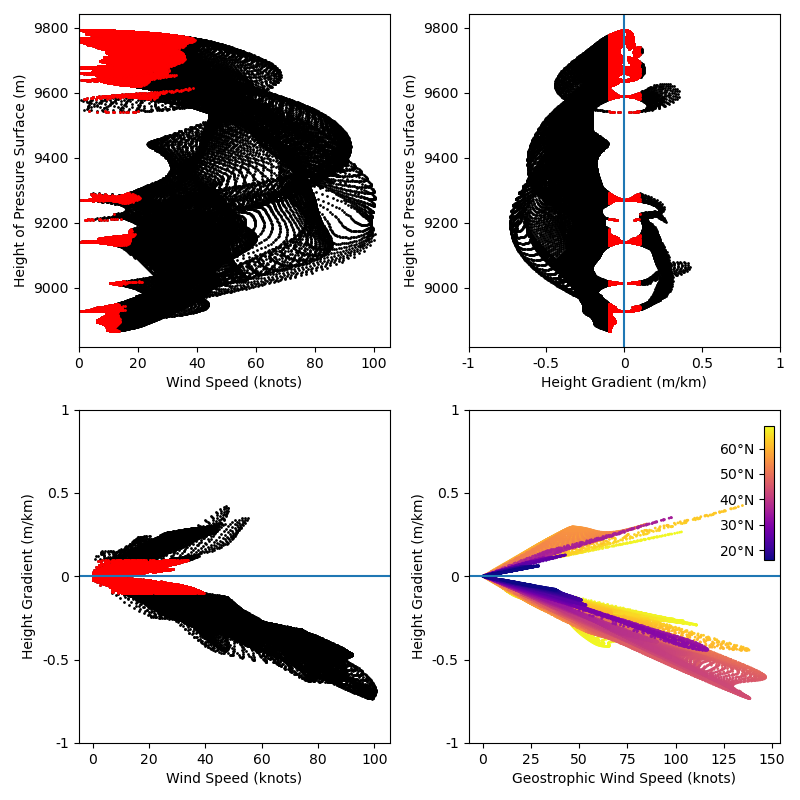 9800
9600
9400
9200
9000
0 20 40 60 80 100
Wind Speed (knots)
Height of Pressure Surface (m)
9800
9600
9400
9200
9000
-1 -0.5 0 0.5 1
Height Gradient (m/km)
Height of Pressure Surface (m)
1
0.5
0
-0.5
-1
0 20 40 60 80 100
Wind Speed (knots)
Height Gradient (m/km)
1
0.5
0
-0.5
-1
0 25 50 75 100 125 150
Geostrophic Wind Speed (knots)
Height Gradient (m/km)
60°N
50°N
40°N
30°N
20°N